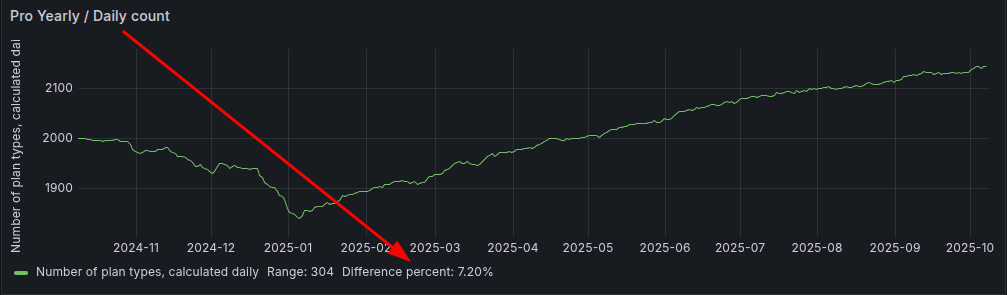 Pro Yearly / Daily count
Number of plan types, calculated dai
2100
2000
1900
2024-11 2024-12 2025-01 2025-02 2025-03 2025-04 2025-05 2025-06 2025-07 2025-08 2025-09 2025-10
Number of plan types, calculated daily Range: 304 Difference percent: 7.20%